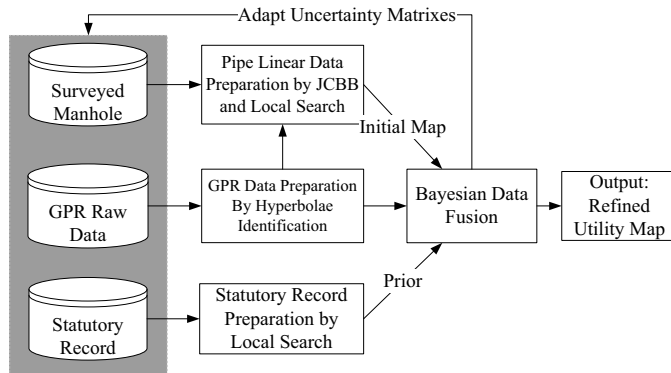 Adapt Uncertainty Matrixes
Surveyed
Manhole
Pipe Linear Data
Preparation by JCBB
and Local Search
Initial Map
GPR Raw
Data
GPR Data Preparation
By Hyperbolae
Identification
Bayesian Data
Fusion
Output:
Refined
Utility Map
Prior
Statutory
Record
Statutory Record
Preparation by
Local Search